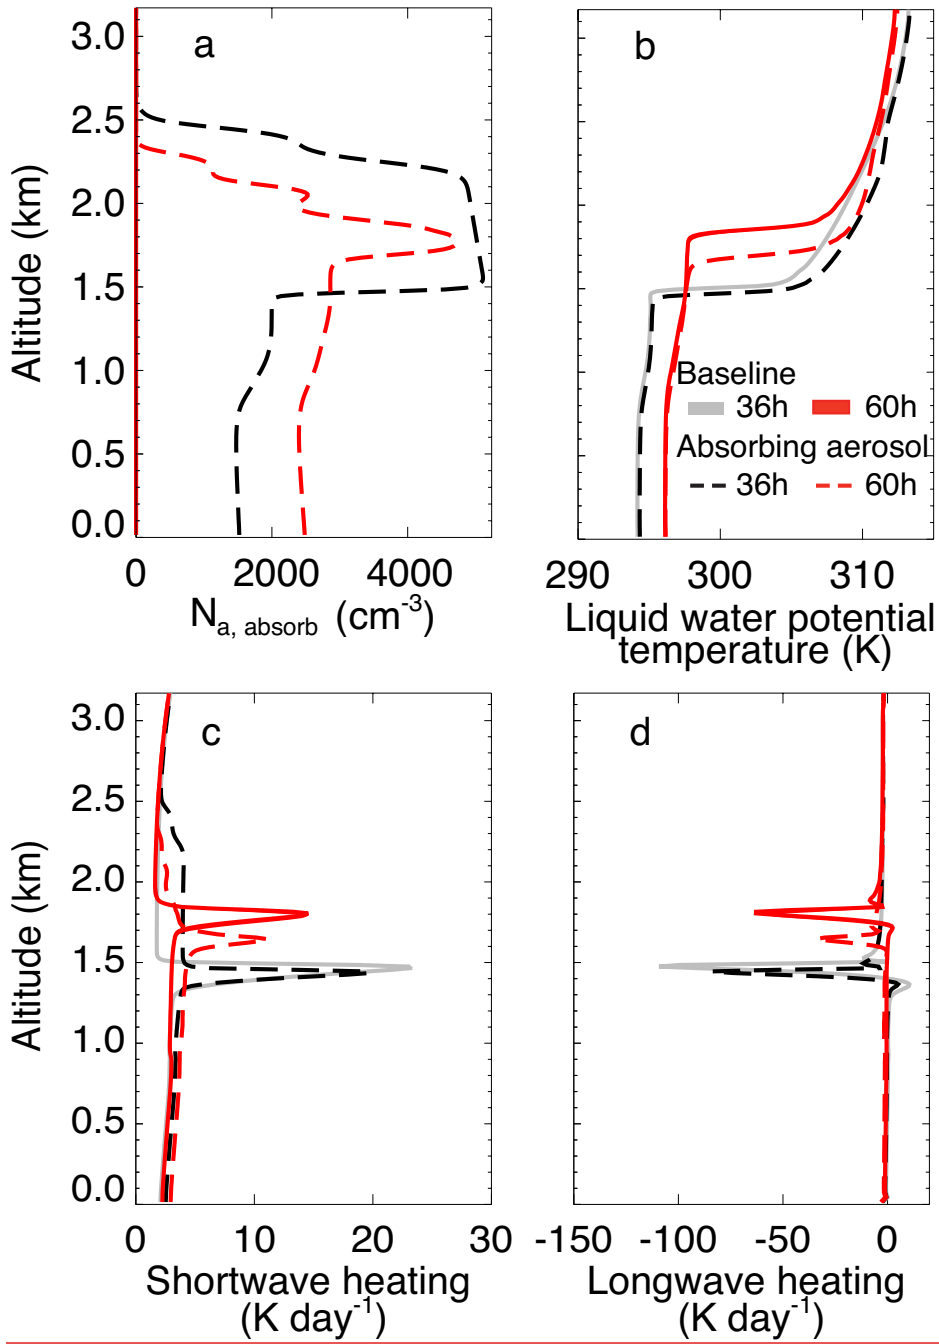 a
3.0
2.5
2.0
1.5
1.0
0.5
0.0
Altitude (km)
0 2000 4000
Na, absorb (cm-3)
b
Baseline
36h 60h
Absorbing aerosol
36h 60h
290 300 310
Liquid water potential
temperature (K)
c
3.0
2.5
2.0
1.5
1.0
0.5
0.0
Altitude (km)
0 10 20 30
Shortwave heating
(K day-1)
d
-150 -100 -50 0
Longwave heating
(K day-1)